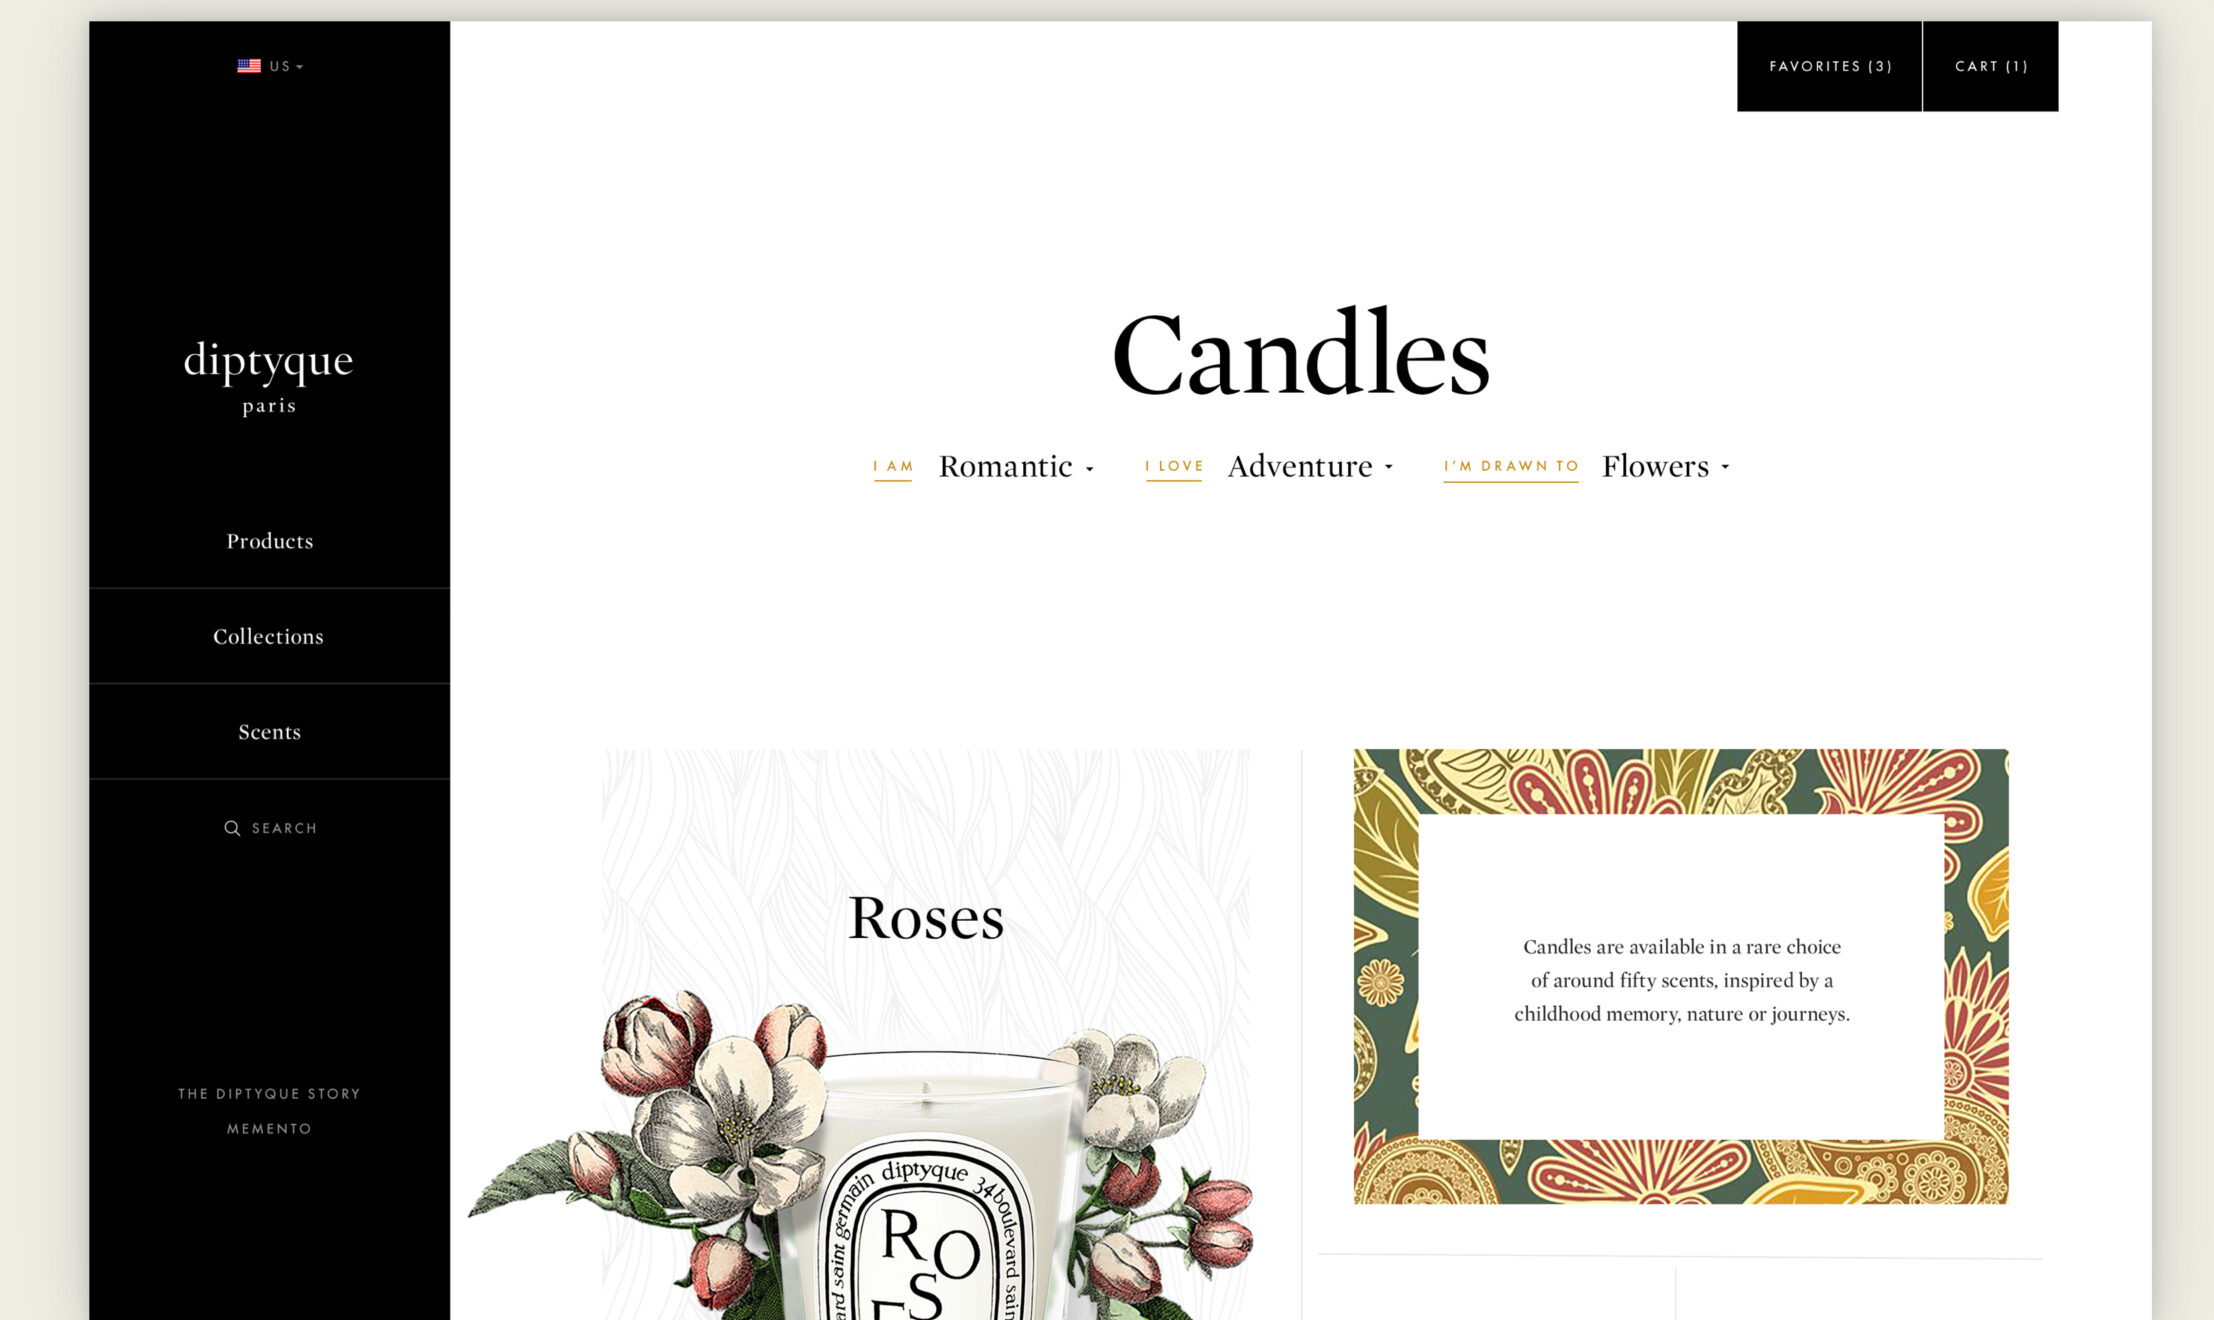 US
FAVORITES (3)
CART (1)
diptyque
paris
Products
Collections
Scents
SEARCH
THE DIPTYQUE STORY
MEMENTO
Candles
I AM Romantic
I LOVE Adventure
I'M DRAWN TO Flowers
Roses
diptyque 34 boulevard saint germain
RO
S
Candles are available in a rare choice
of around fifty scents, inspired by a
childhood memory, nature or journeys.